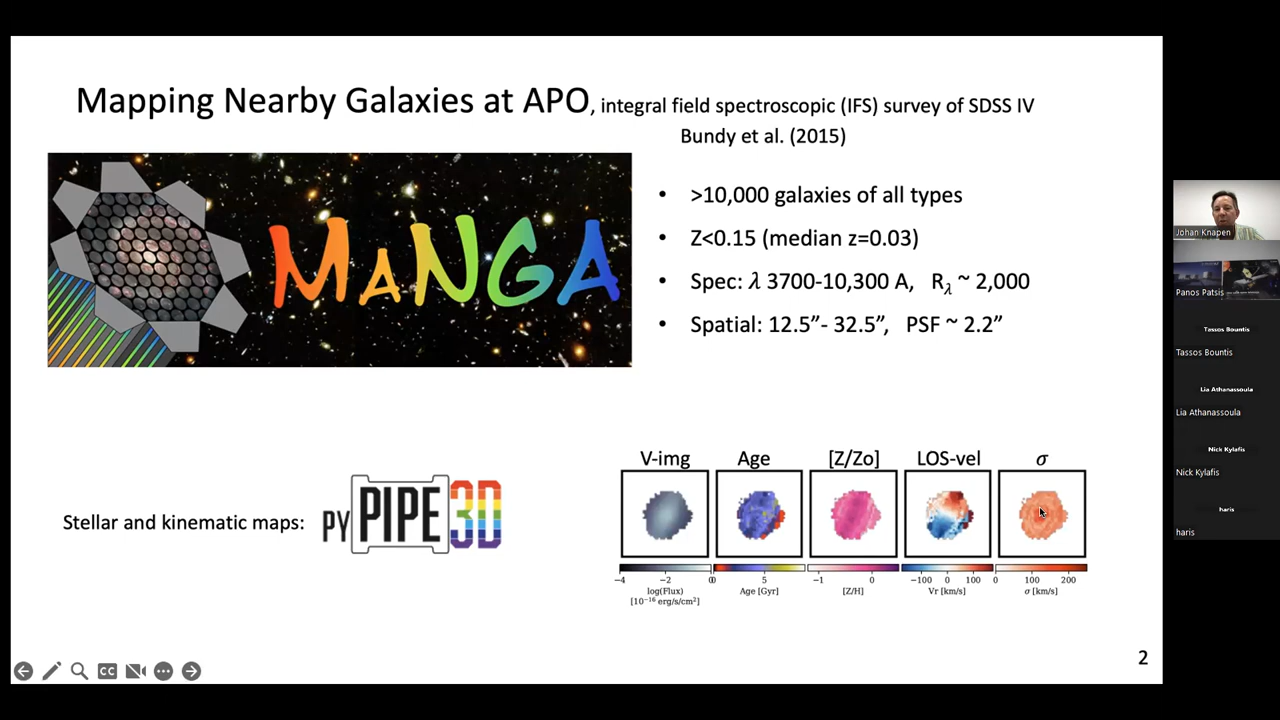 Mapping Nearby Galaxies at APO, integral field spectroscopic (IFS) survey of SDSS IV
Bundy et al. (2015)
MaNGA
• >10,000 galaxies of all types
• Z<0.15 (median z=0.03)
• Spec: λ 3700-10,300 A, Rλ ~ 2,000
• Spatial: 12.5”- 32.5”, PSF ~ 2.2”
Stellar and kinematic maps:
PY PIPE 3D
V-img Age [Z/Zo] LOS-vel σ
−4 −2 0 0 5 −1 0 −100 0 100 0 100 200
log(Flux) Age [Gyr] [Z/H] Vr [km/s] σ [km/s]
[10⁻¹⁶ erg/s/cm²]
2
CC
Johan Knapen
Panos Patsis
Tassos Bountis
Tassos Bountis
Lia Athanassoula
Lia Athanassoula
Nick Kylafis
Nick Kylafis
haris
haris